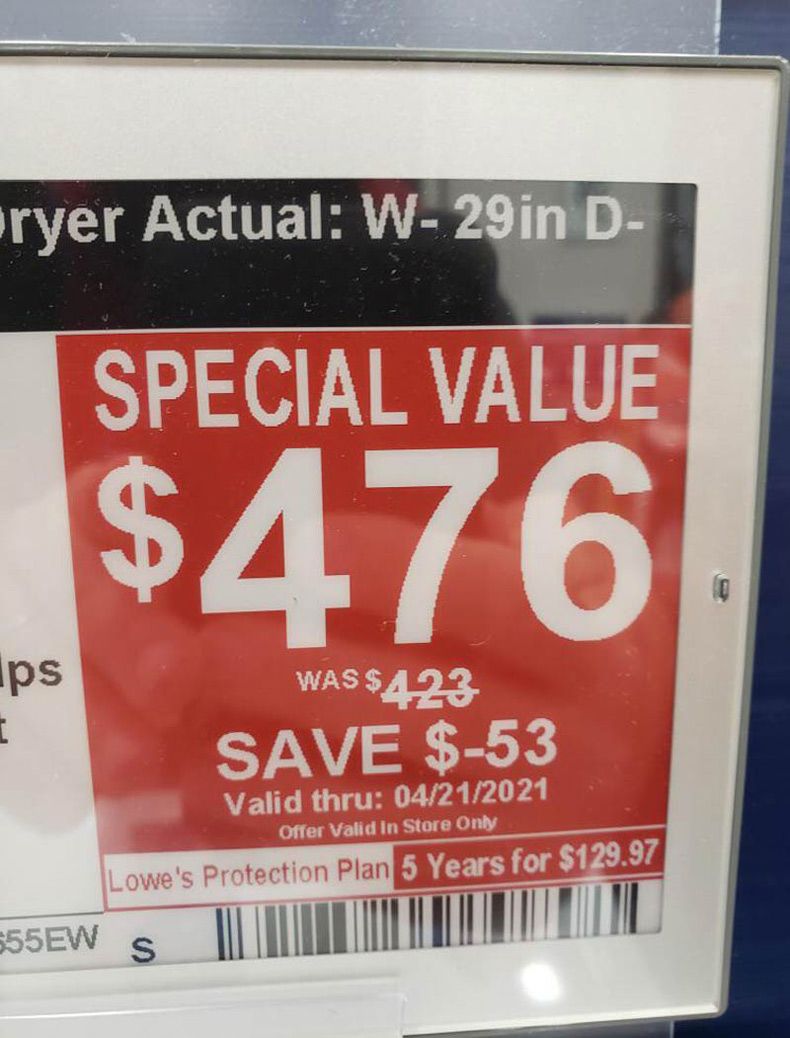 ryer Actual: W- 29in D-
SPECIAL VALUE
$476
WAS $423
SAVE $-53
Valid thru: 04/21/2021
Offer Valid In Store Only
lps
t
Lowe's Protection Plan 5 Years for $129.97
55EW S